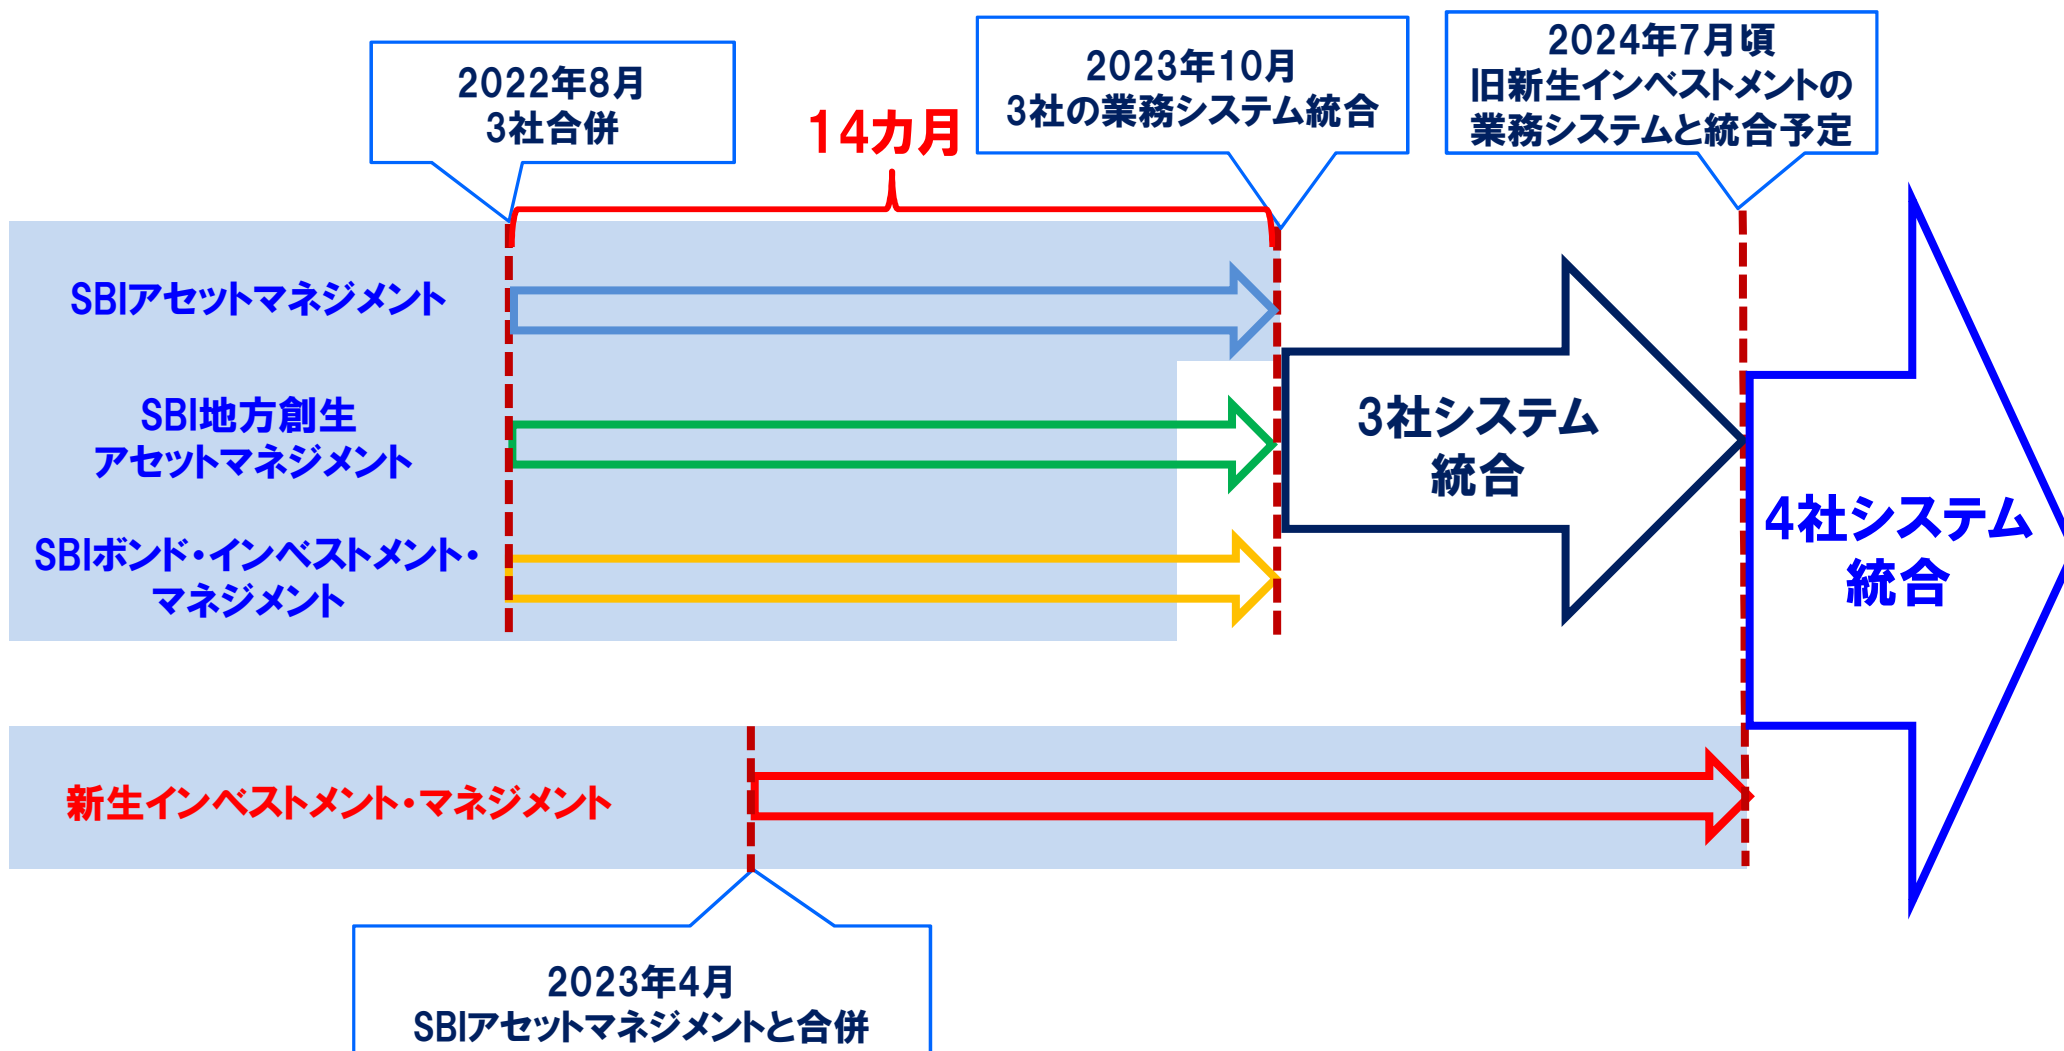 2022年8月
3社合併
14カ月
2023年10月
3社の業務システム統合
2024年7月頃
旧新生インベストメントの
業務システムと統合予定
SBIアセットマネジメント
SBI地方創生
アセットマネジメント
SBIボンド・インベストメント・
マネジメント
3社システム
統合
4社システム
統合
新生インベストメント・マネジメント
2023年4月
SBIアセットマネジメントと合併